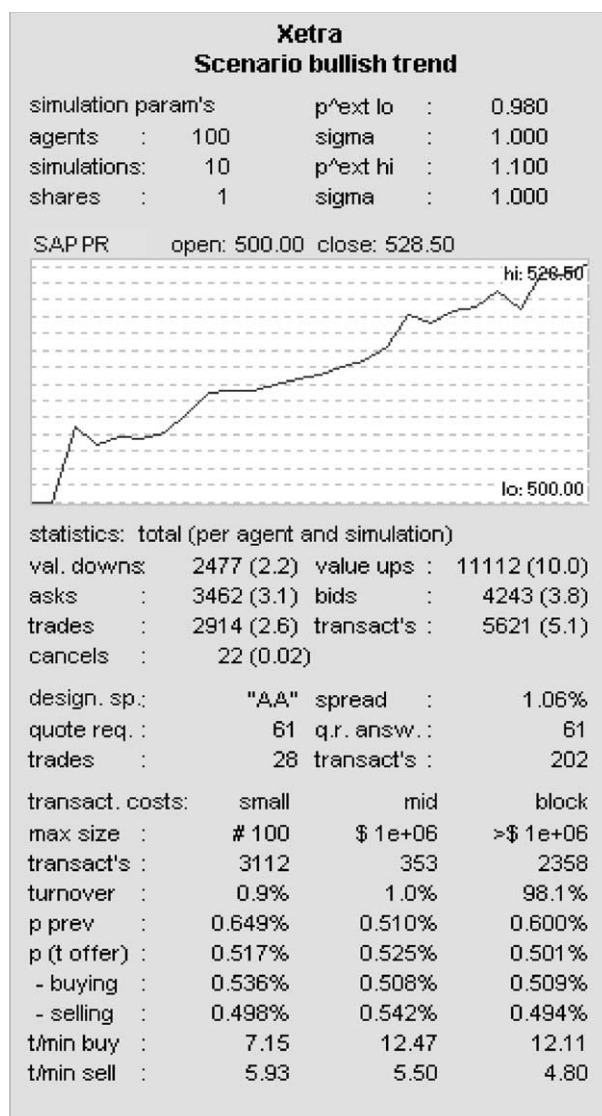 Xetra
Scenario bullish trend
simulation param's p^ext lo : 0.980
agents : 100 sigma : 1.000
simulations: 10 p^ext hi : 1.100
shares : 1 sigma : 1.000
SAP PR open: 500.00 close: 528.50
hi: 528.50
lo: 500.00
statistics: total (per agent and simulation)
val. downs: 2477 (2.2) value ups : 11112 (10.0)
asks : 3462 (3.1) bids : 4243 (3.8)
trades : 2914 (2.6) transact's : 5621 (5.1)
cancels : 22 (0.02)
design. sp.: "AA" spread : 1.06%
quote req. : 61 q.r. answ. : 61
trades : 28 transact's : 202
transact. costs: small mid block
max size : # 100 $ 1e+06 >$ 1e+06
transact's : 3112 353 2358
turnover : 0.9% 1.0% 98.1%
p prev : 0.649% 0.510% 0.600%
p (t offer) : 0.517% 0.525% 0.501%
- buying : 0.536% 0.508% 0.509%
- selling : 0.498% 0.542% 0.494%
t/min buy : 7.15 12.47 12.11
t/min sell : 5.93 5.50 4.80